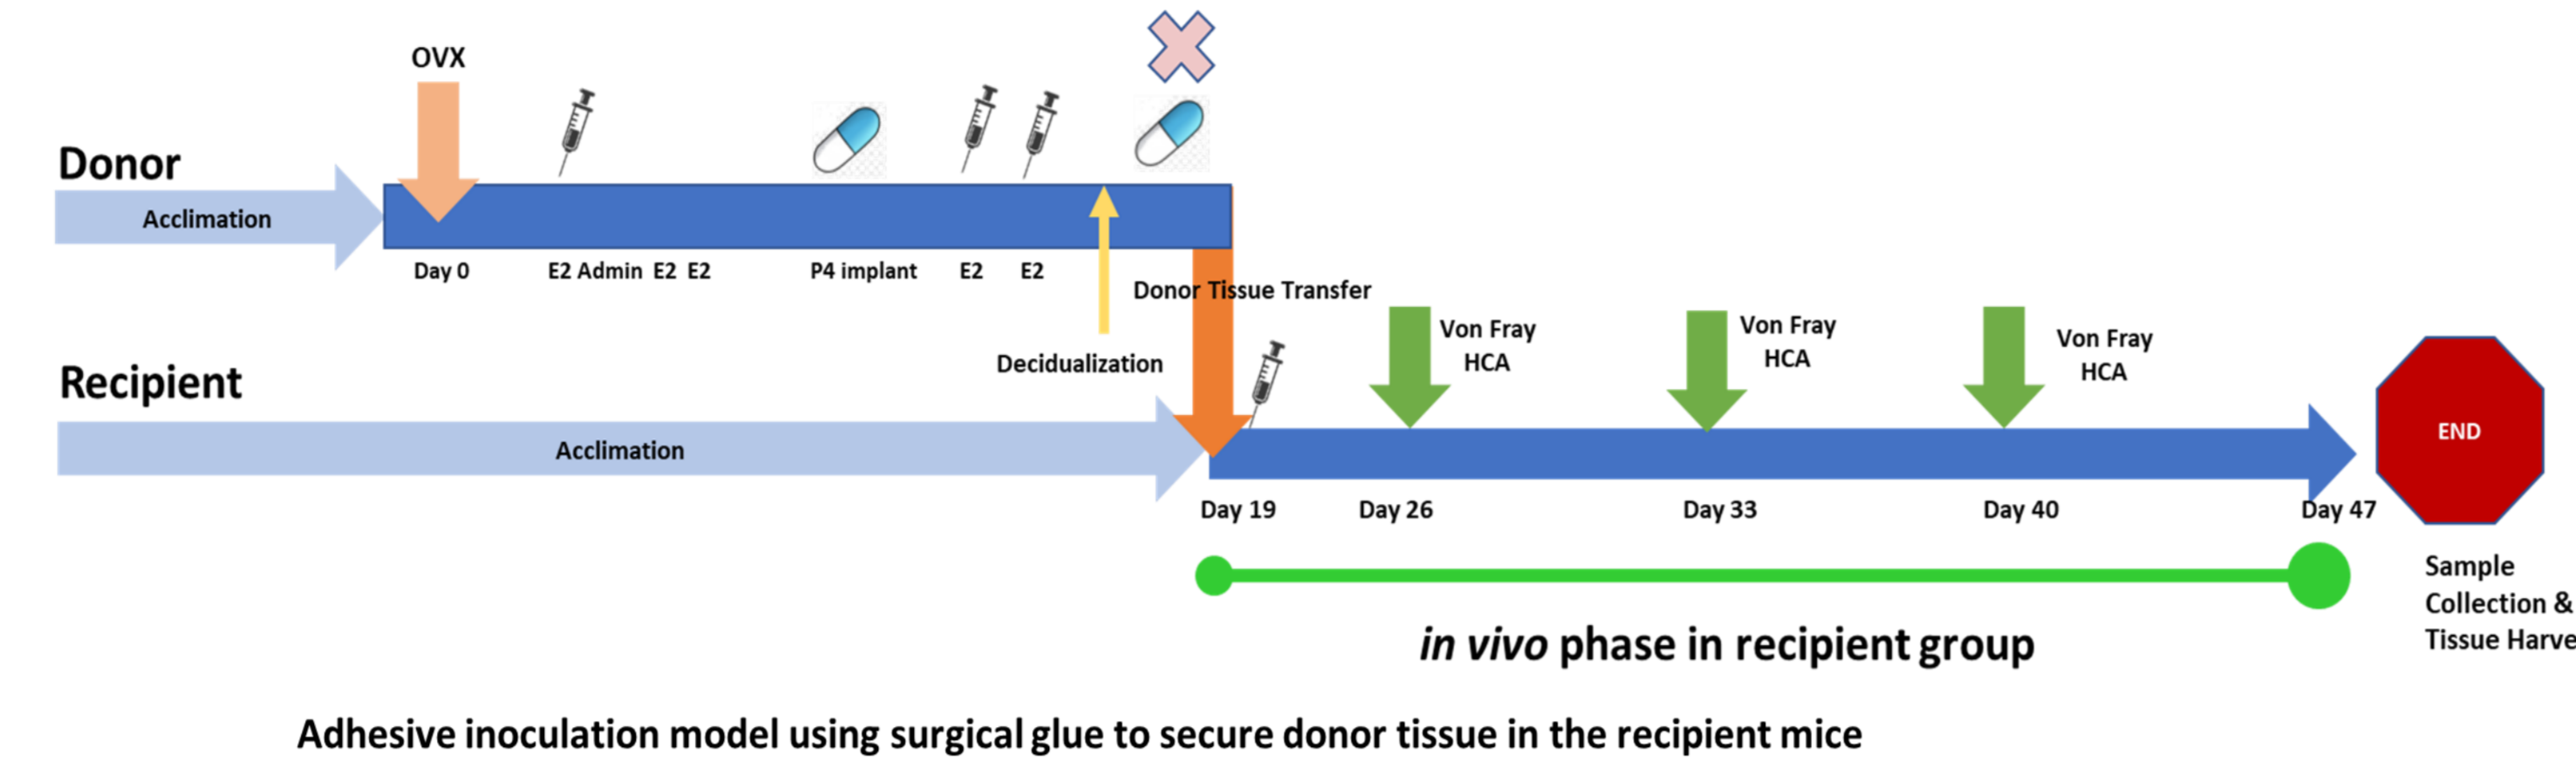 OVX
Donor
Acclimation
Day 0
E2 Admin E2 E2
P4 implant
E2
E2
Donor Tissue Transfer
Decidualization
Von Fray
HCA
Von Fray
HCA
Von Fray
HCA
Recipient
Acclimation
END
Day 19
Day 26
Day 33
Day 40
Day 47
Sample
Collection &
Tissue Harve
in vivo phase in recipient group
Adhesive inoculation model using surgical glue to secure donor tissue in the recipient mice